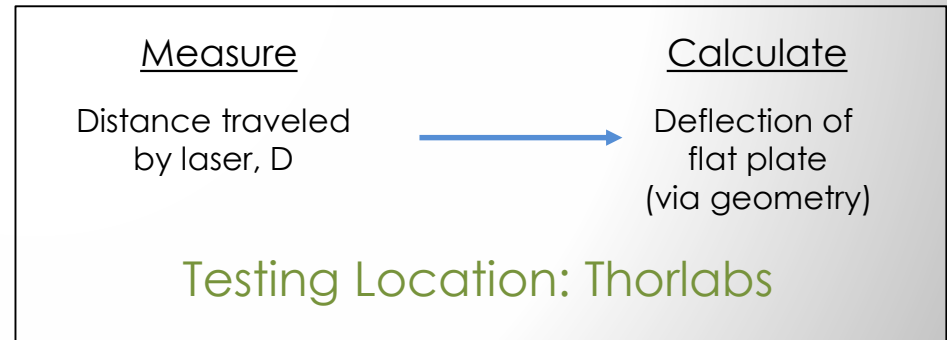 Measure
Distance traveled
by laser, D
Calculate
Deflection of
flat plate
(via geometry)
Testing Location: Thorlabs